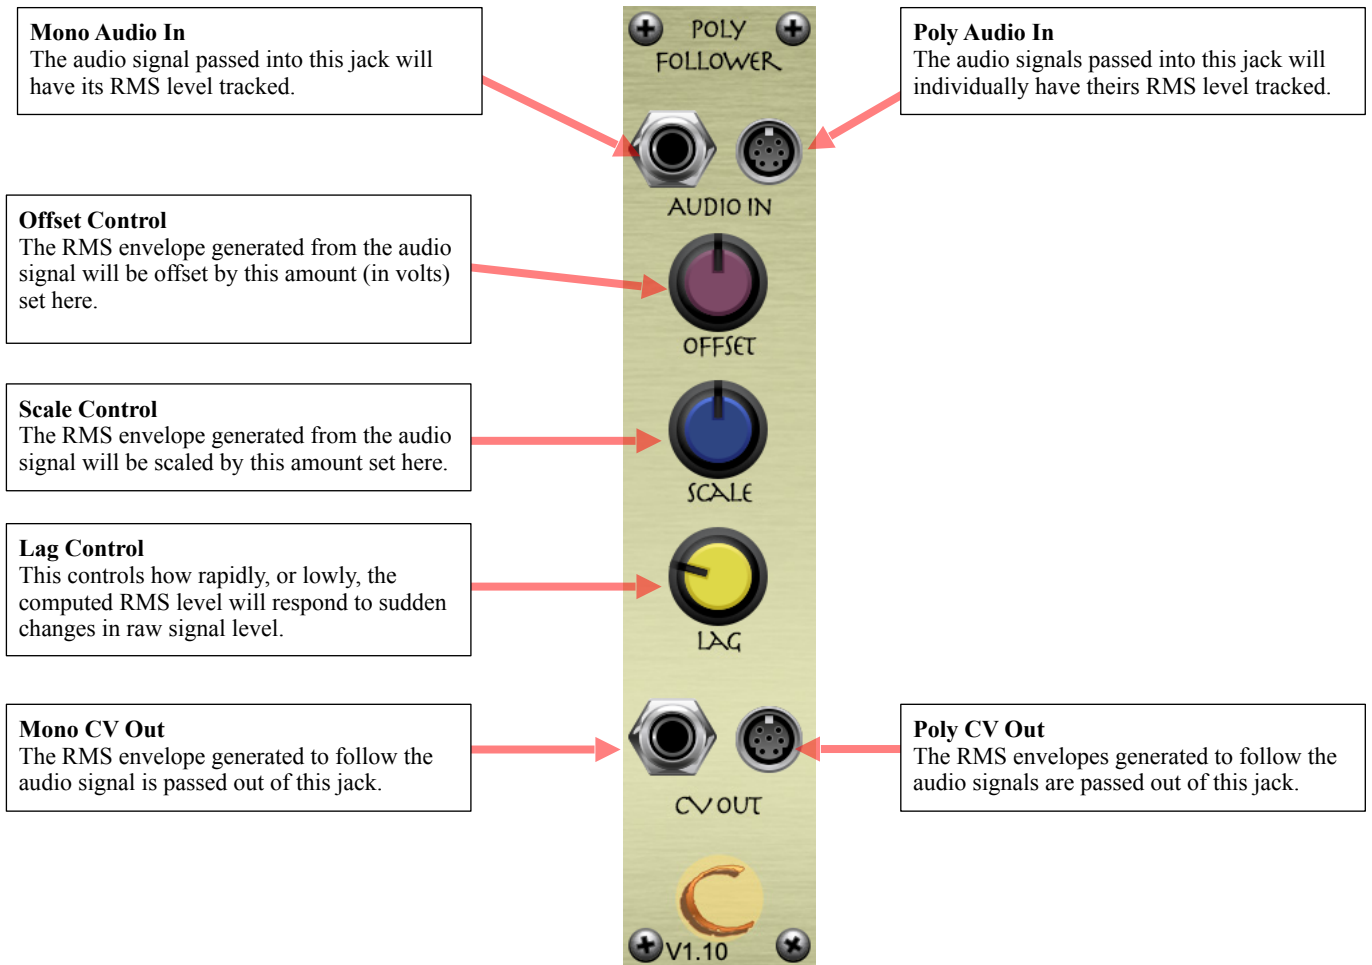 Mono Audio In
The audio signal passed into this jack will
have its RMS level tracked.
POLY
FOLLOWER
Poly Audio In
The audio signals passed into this jack will
individually have theirs RMS level tracked.
AUDIO IN
Offset Control
The RMS envelope generated from the audio
signal will be offset by this amount (in volts)
set here.
OFFSET
Scale Control
The RMS envelope generated from the audio
signal will be scaled by this amount set here.
SCALE
Lag Control
This controls how rapidly, or lowly, the
computed RMS level will respond to sudden
changes in raw signal level.
LAG
Mono CV Out
The RMS envelope generated to follow the
audio signal is passed out of this jack.
Poly CV Out
The RMS envelopes generated to follow the
audio signals are passed out of this jack.
CV OUT
C
V1.10